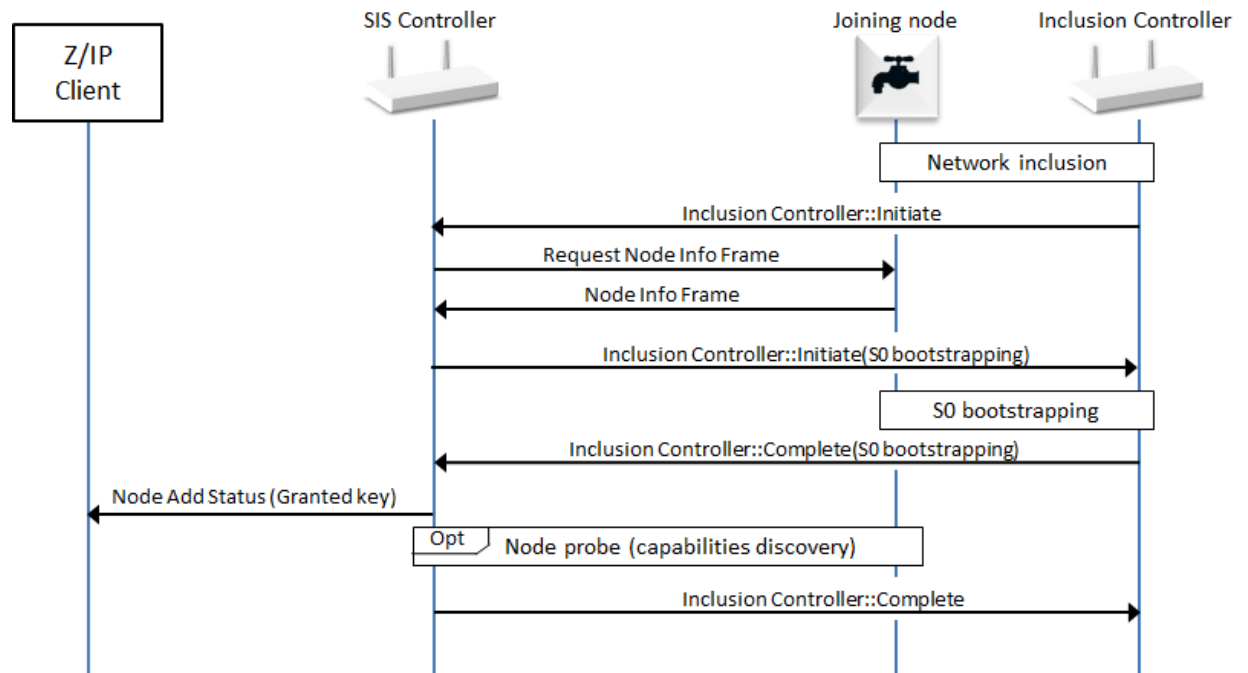 SIS Controller
Joining node
Inclusion Controller
Z/IP
Client
Network inclusion
Inclusion Controller::Initiate
Request Node Info Frame
Node Info Frame
Inclusion Controller::Initiate(S0 bootstrapping)
S0 bootstrapping
Inclusion Controller::Complete(S0 bootstrapping)
Node Add Status (Granted key)
Opt
Node probe (capabilities discovery)
Inclusion Controller::Complete